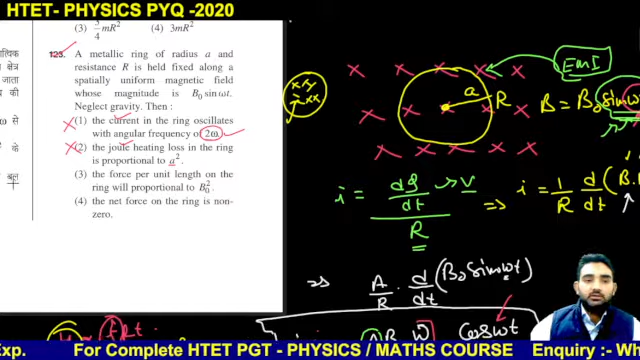 HTET- PHYSICS PYQ -2020
(3) 3/4 mR² (4) 3mR²
123. A metallic ring of radius a and
resistance R is held fixed along a
spatially uniform magnetic field
whose magnitude is B₀ sin ωt.
Neglect gravity. Then :
(1) the current in the ring oscillates
with angular frequency of 2ω
(2) the joule heating loss in the ring
is proportional to a²
(3) the force per unit length on the
ring will proportional to B₀²
(4) the net force on the ring is non-
zero.
त्मिक
क्षेत्र
जाता
की
से
के
बल
EMI
a
R
B = B₀ sinωt
i = dφ/dt → V / R ⇒ i = 1/R d/dt (B.
⇒ A/R . d/dt (B₀ sinωt)
cosωt
Exp. For Complete HTET PGT - PHYSICS / MATHS COURSE Enquiry : Wh